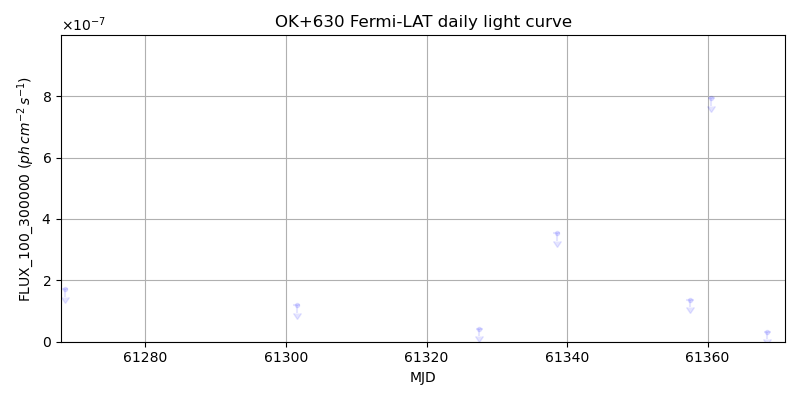 OK+630 Fermi-LAT daily light curve
×10⁻⁷
FLUX_100_300000 (ph cm⁻² s⁻¹)
8
6
4
2
0
61280 61300 61320 61340 61360
MJD